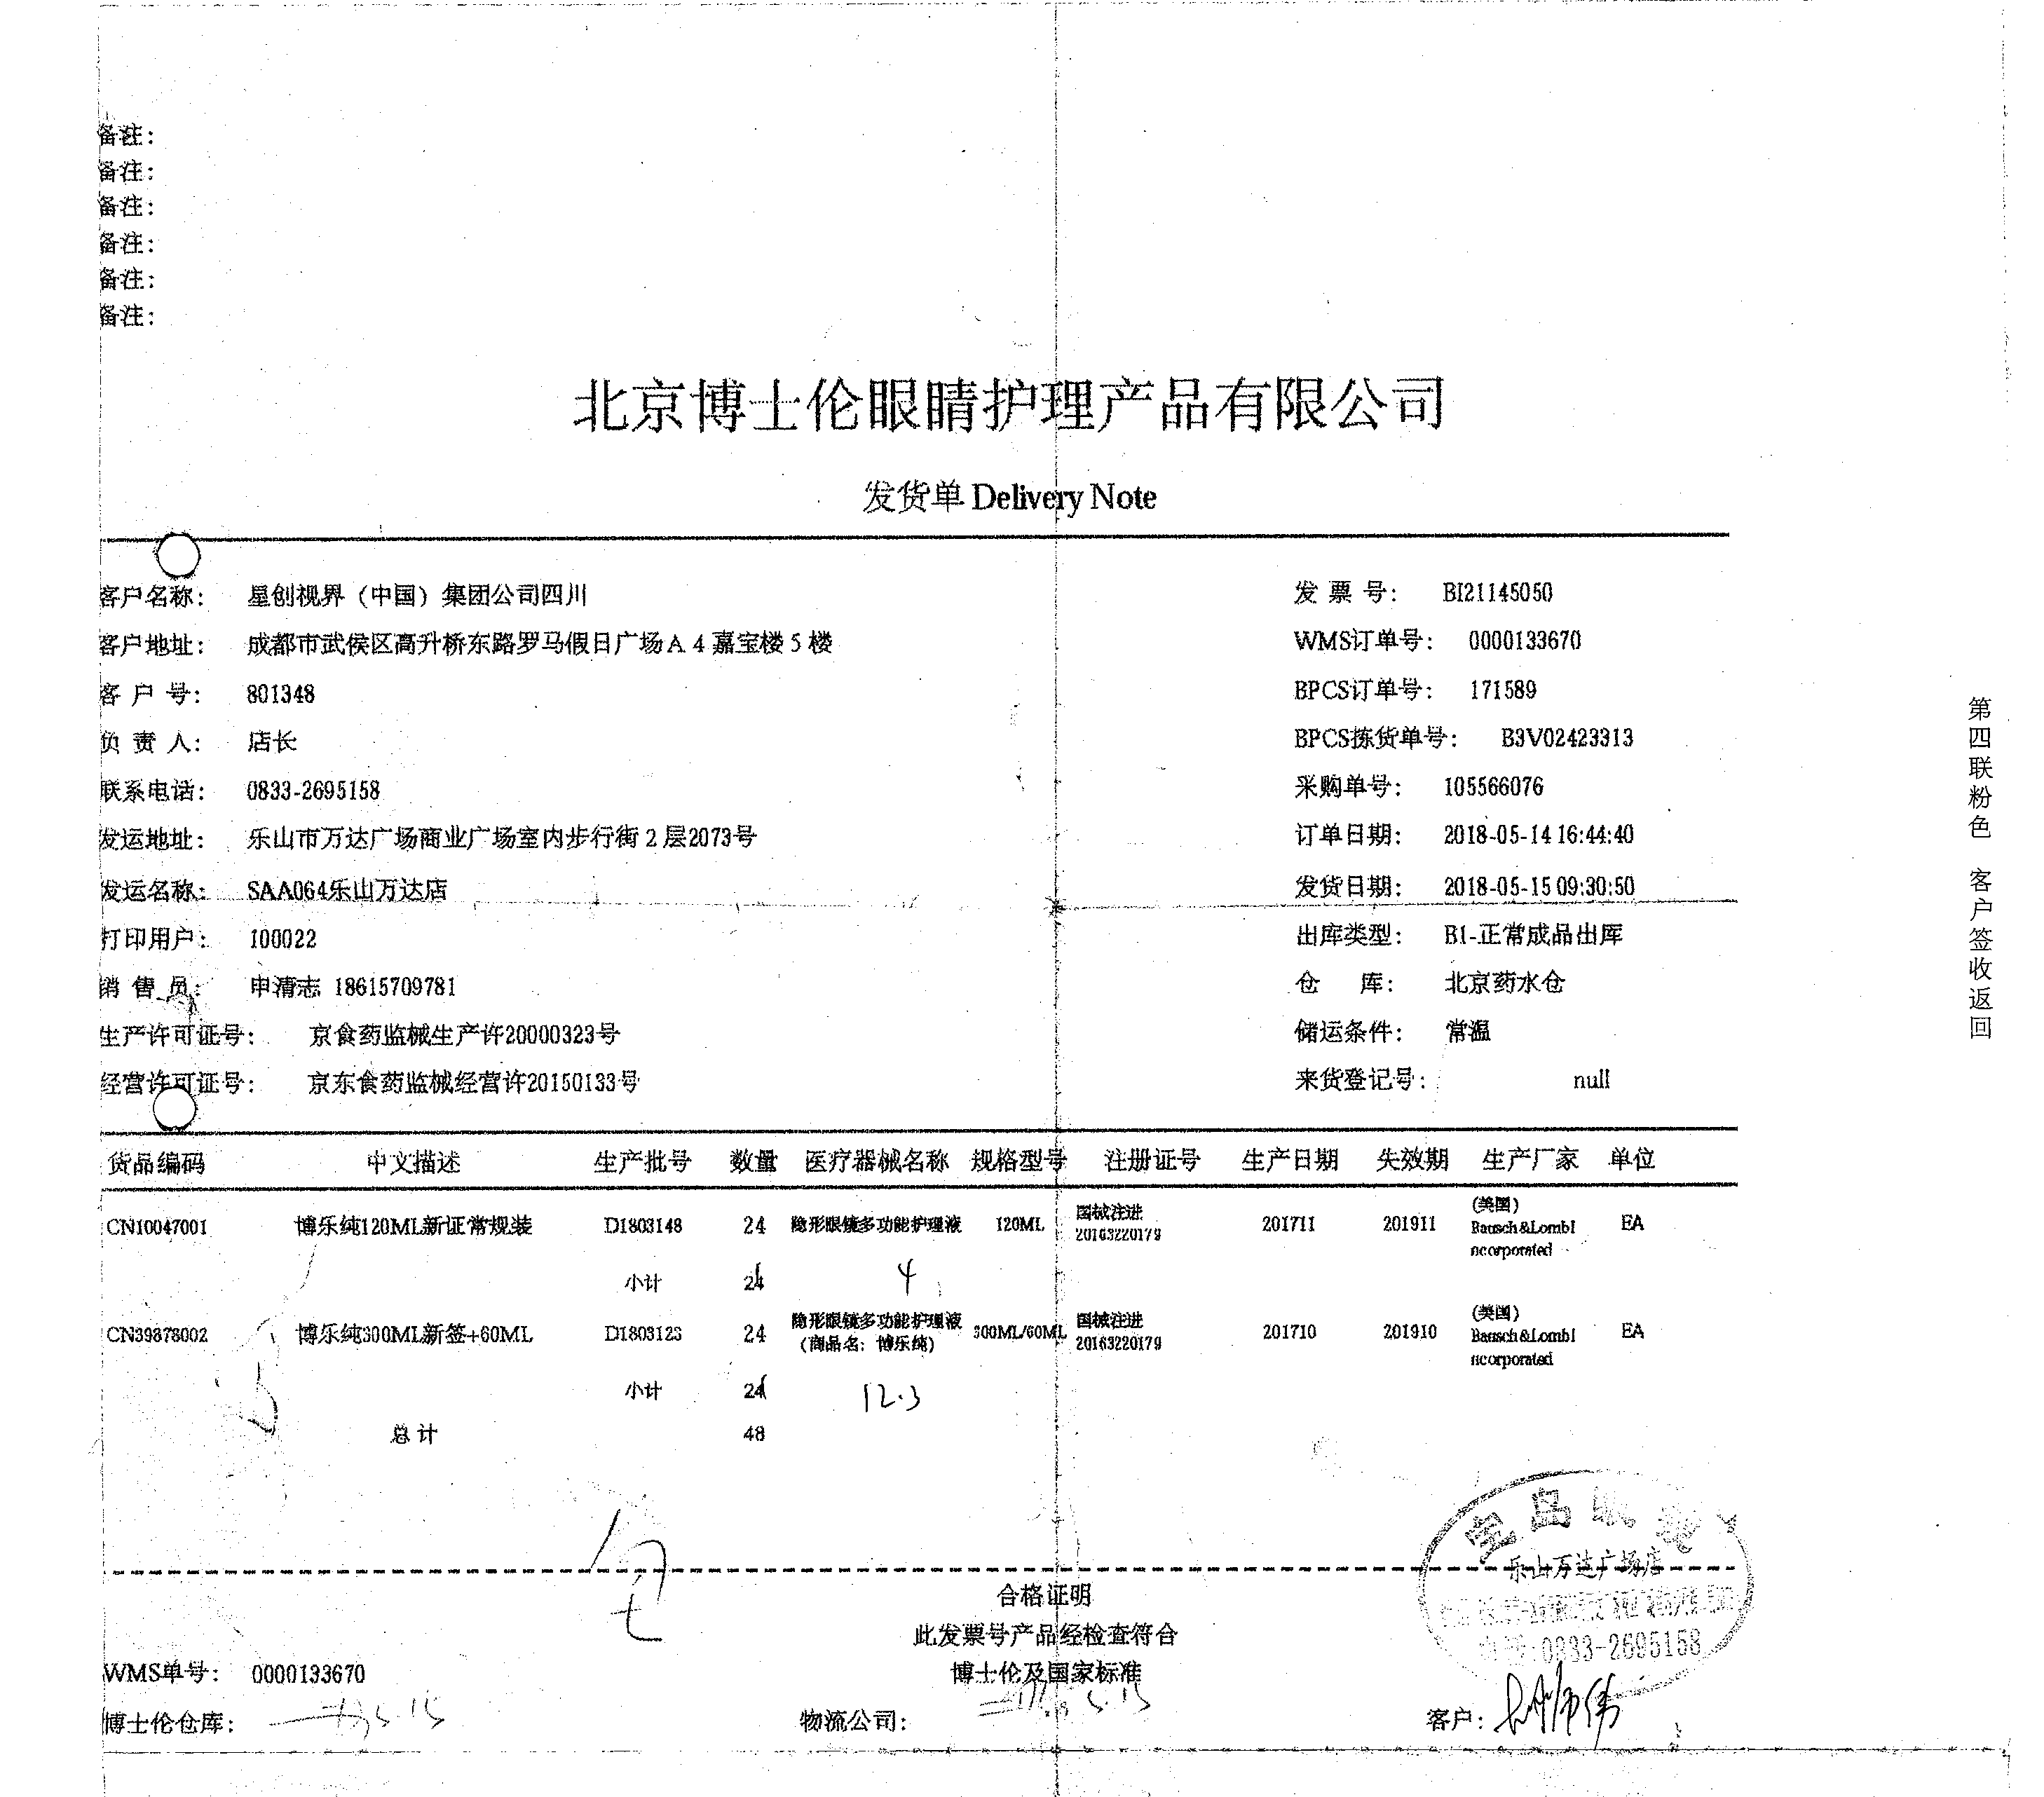 备注：
备注：
备注：
备注：
备注：
备注：
北京博士伦眼睛护理产品有限公司
发货单 Delivery Note
客户名称： 星创视界（中国）集团公司四川 发 票 号： BI21145050
客户地址： 成都市武侯区高升桥东路罗马假日广场A 4 嘉宝楼 5 楼 WMS订单号： 0000133670
客 户 号： 801348 BPCS订单号： 171589
负 责 人： 店长 BPCS拣货单号： B3V02423313
联系电话： 0833-2695158 采购单号： 105566076
发运地址： 乐山市万达广场商业广场室内步行街 2 层2073号 订单日期： 2018-05-14 16:44:40
发运名称： SAA064乐山万达店 发货日期： 2018-05-15 09:30:50
打印用户： 100022 出库类型： B1-正常成品出库
销 售 员： 申清志 18615709781 仓 库： 北京药水仓
生产许可证号： 京食药监械生产许20000323号 储运条件： 常温
经营许可证号： 京东食药监械经营许20150133号 来货登记号： null
货品编码 中文描述 生产批号 数量 医疗器械名称 规格型号 注册证号 生产日期 失效期 生产厂家 单位
CN10047001 博乐纯120ML新证常规装 D1803148 24 隐形眼镜多功能护理液 120ML 国械注进 20163220179 201711 201911 (美国) Bausch&LombI ncorporated EA
小计 24 4
CN39878002 博乐纯300ML新签+60ML D1803123 24 隐形眼镜多功能护理液 (商品名：博乐纯) 300ML/60ML 国械注进 20163220179 201710 201910 (美国) Bausch&LombI ncorporated EA
小计 24 12.3
总 计 48
宝岛眼镜
乐山万达广场店
:0833-2695158
合格证明
此发票号产品经检查符合
博士伦及国家标准
WMS单号： 0000133670
博士伦仓库： 5.15 物流公司： 5.15 客户：
第四联粉色 客户签收返回